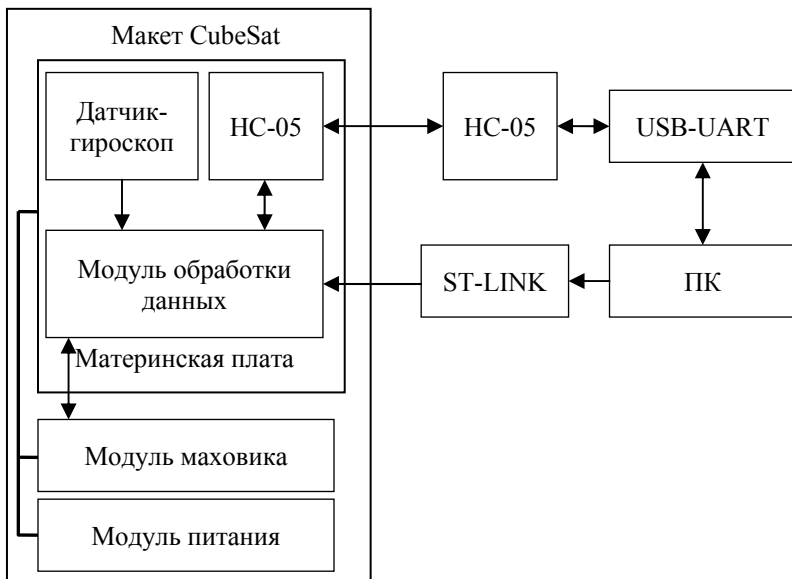 Макет CubeSat
Датчик-
гироскоп
HC-05
HC-05
USB-UART
Модуль обработки
данных
ST-LINK
ПК
Материнская плата
Модуль маховика
Модуль питания